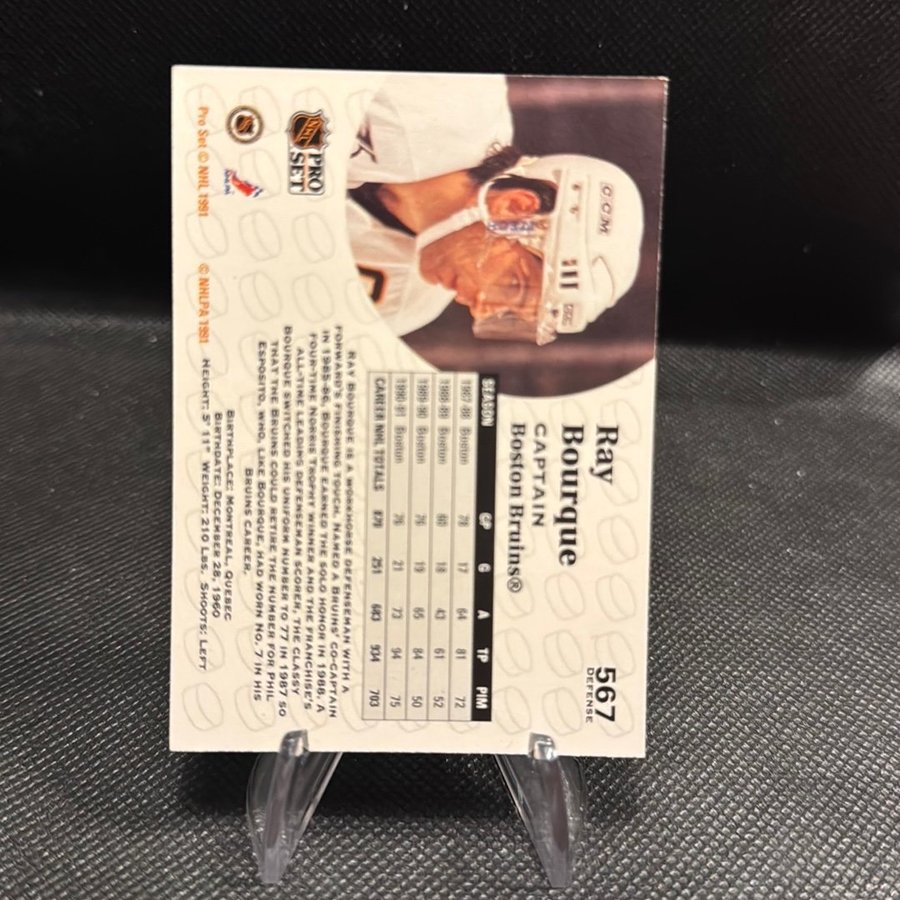 CCM
567
DEFENSE
Ray
Bourque
CAPTAIN
Boston Bruins®
SEASON GP G A TP PIM
1987-88 Boston 78 17 64 81 72
1988-89 Boston 60 18 43 61 52
1989-90 Boston 76 19 65 84 50
1990-91 Boston 76 21 73 94 75
CAREER NHL TOTALS 878 251 683 934 703
RAY BOURQUE IS A WORKHORSE DEFENSEMAN WITH A
FORWARD'S FINISHING TOUCH. NAMED A BRUINS' CO-CAPTAIN
IN 1985-86, BOURQUE EARNED THE SOLO HONOR IN 1988. A
FOUR-TIME NORRIS TROPHY WINNER AND THE FRANCHISE'S
ALL-TIME LEADING DEFENSEMAN SCORER, THE CLASSY
BOURQUE SWITCHED HIS UNIFORM NUMBER TO 77 IN 1987 SO
THAT THE BRUINS COULD RETIRE THE NUMBER FOR PHIL
ESPOSITO, WHO, LIKE BOURQUE, HAD WORN NO. 7 IN HIS
BRUINS CAREER.
BIRTHPLACE: MONTREAL, QUEBEC
BIRTHDATE: DECEMBER 28, 1960
HEIGHT: 5' 11" WEIGHT: 210 LBS. SHOOTS: LEFT
NHL
PRO
SET
Pro Set © NHL 1991 © NHLPA 1991